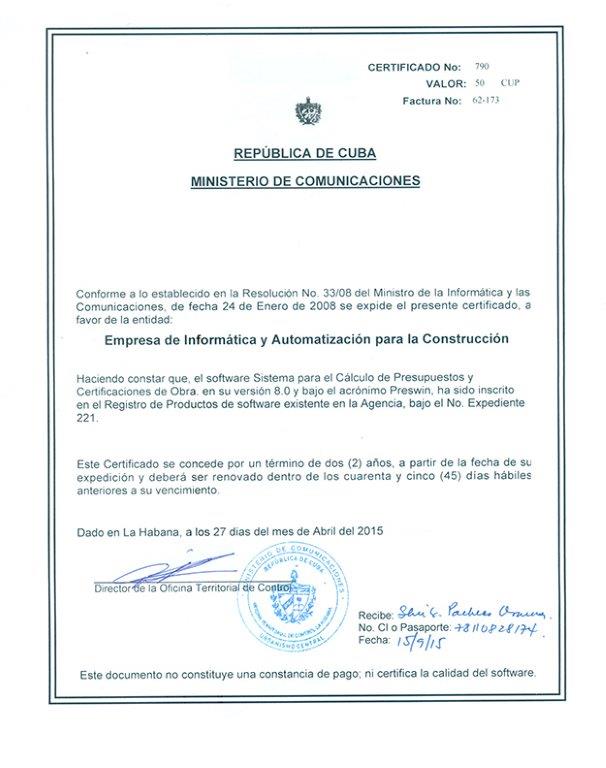 CERTIFICADO No: 790
VALOR: 50 CUP
Factura No: 62-173
REPÚBLICA DE CUBA
MINISTERIO DE COMUNICACIONES
Conforme a lo establecido en la Resolución No. 33/08 del Ministro de la Informática y las
Comunicaciones, de fecha 24 de Enero de 2008 se expide el presente certificado, a
favor de la entidad:
Empresa de Informática y Automatización para la Construcción
Haciendo constar que, el software Sistema para el Cálculo de Presupuestos y
Certificaciones de Obra. en su versión 8.0 y bajo el acrónimo Preswin, ha sido inscrito
en el Registro de Productos de software existente en la Agencia, bajo el No. Expediente
221.
Este Certificado se concede por un término de dos (2) años, a partir de la fecha de su
expedición y deberá ser renovado dentro de los cuarenta y cinco (45) días hábiles
anteriores a su vencimiento.
Dado en La Habana, a los 27 dias del mes de Abril del 2015
Director de la Oficina Territorial de Control
MINISTERIO DE COMUNICACIONES
REPÚBLICA DE CUBA
URBANISMO CENTRAL
Recibe: Pacheco
No. CI o Pasaporte: 78110828174
Fecha: 15/9/15
Este documento no constituye una constancia de pago; ni certifica la calidad del software.